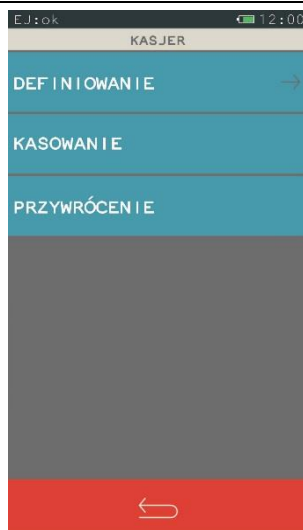 EJ:ok 12:00
KASJER
DEFINIOWANIE
KASOWANIE
PRZYWRÓCENIE